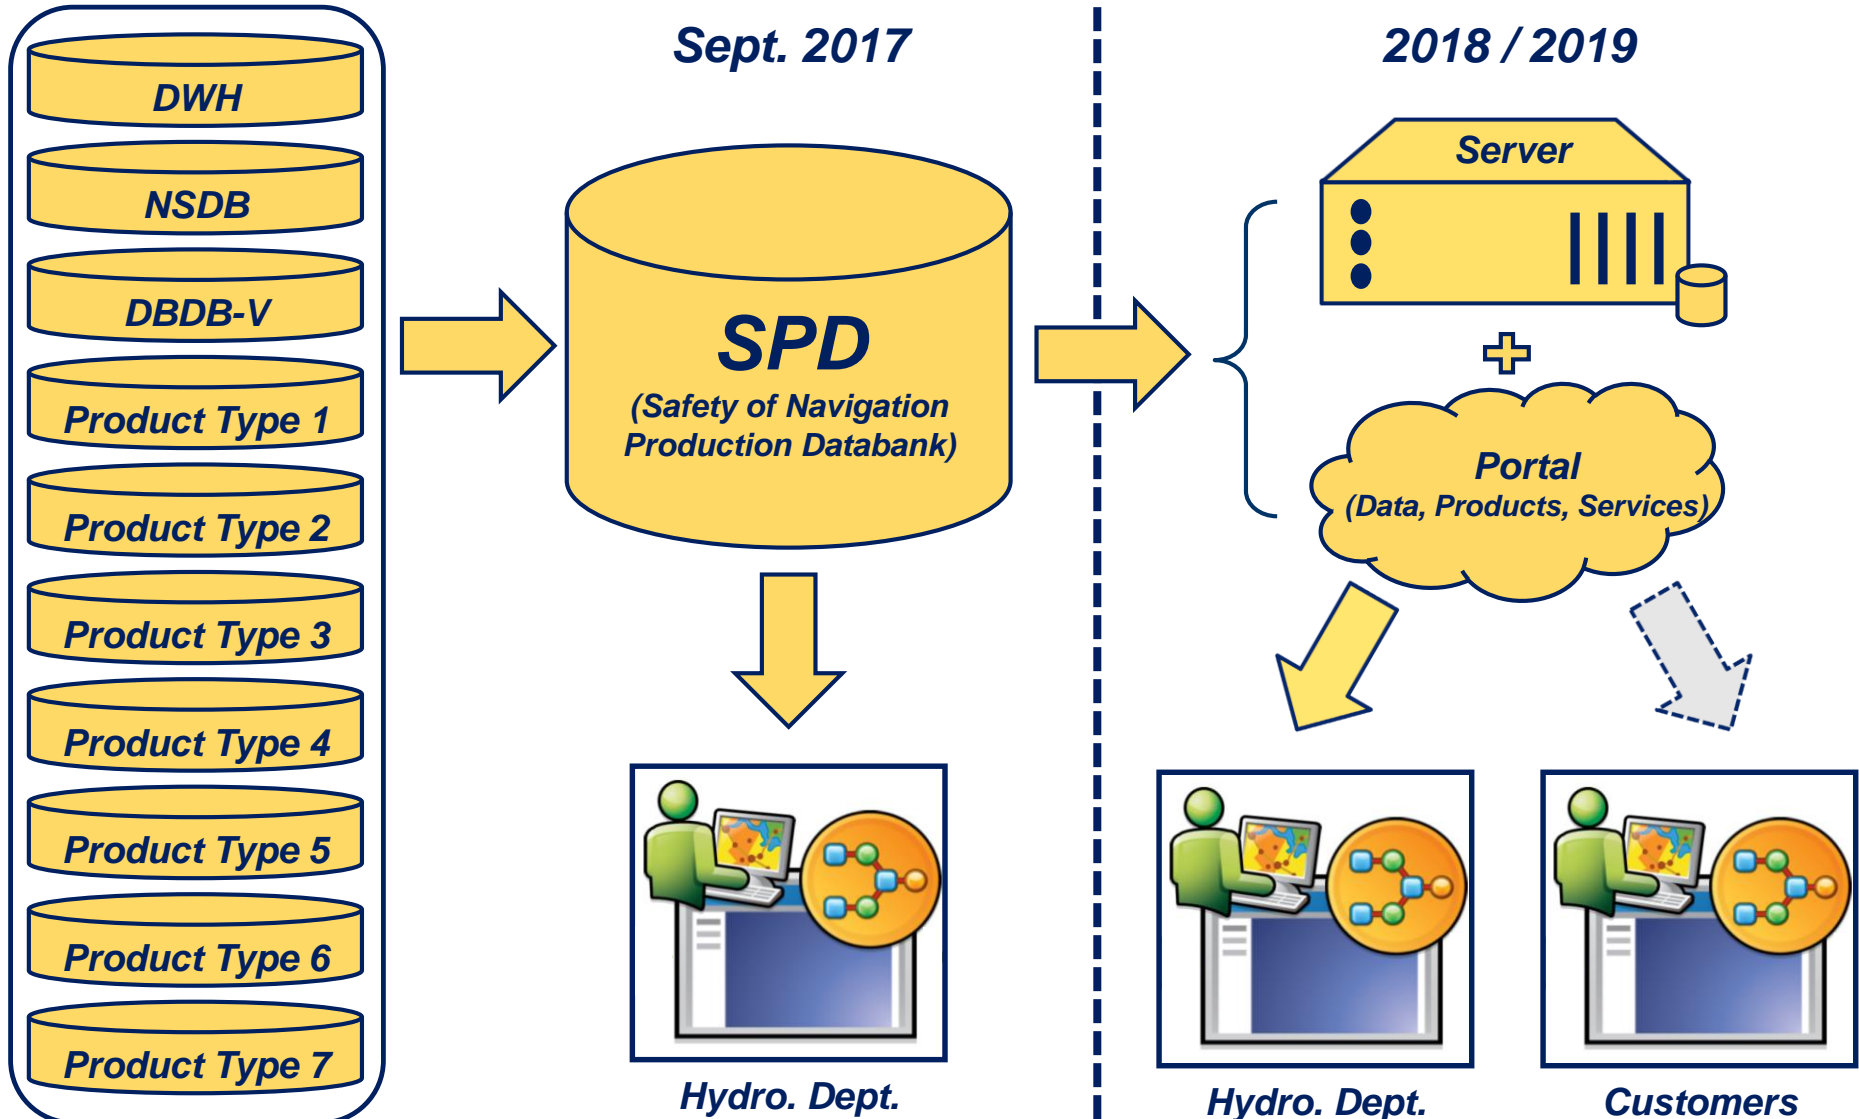 DWH
NSDB
DBDB-V
Product Type 1
Product Type 2
Product Type 3
Product Type 4
Product Type 5
Product Type 6
Product Type 7
Sept. 2017
SPD
(Safety of Navigation
Production Databank)
Hydro. Dept.
2018 / 2019
Server
Portal
(Data, Products, Services)
Hydro. Dept.
Customers